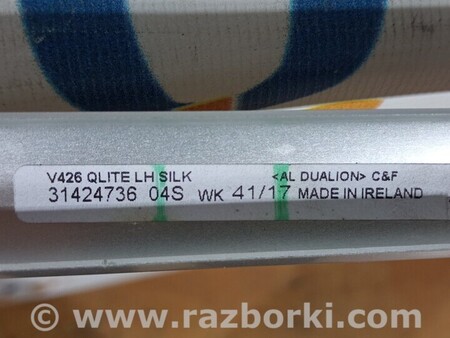 V426 QLITE LH SILK <AL DUALION> C&F
31424736 04S WK 41/17 MADE IN IRELAND
© www.razborki.com